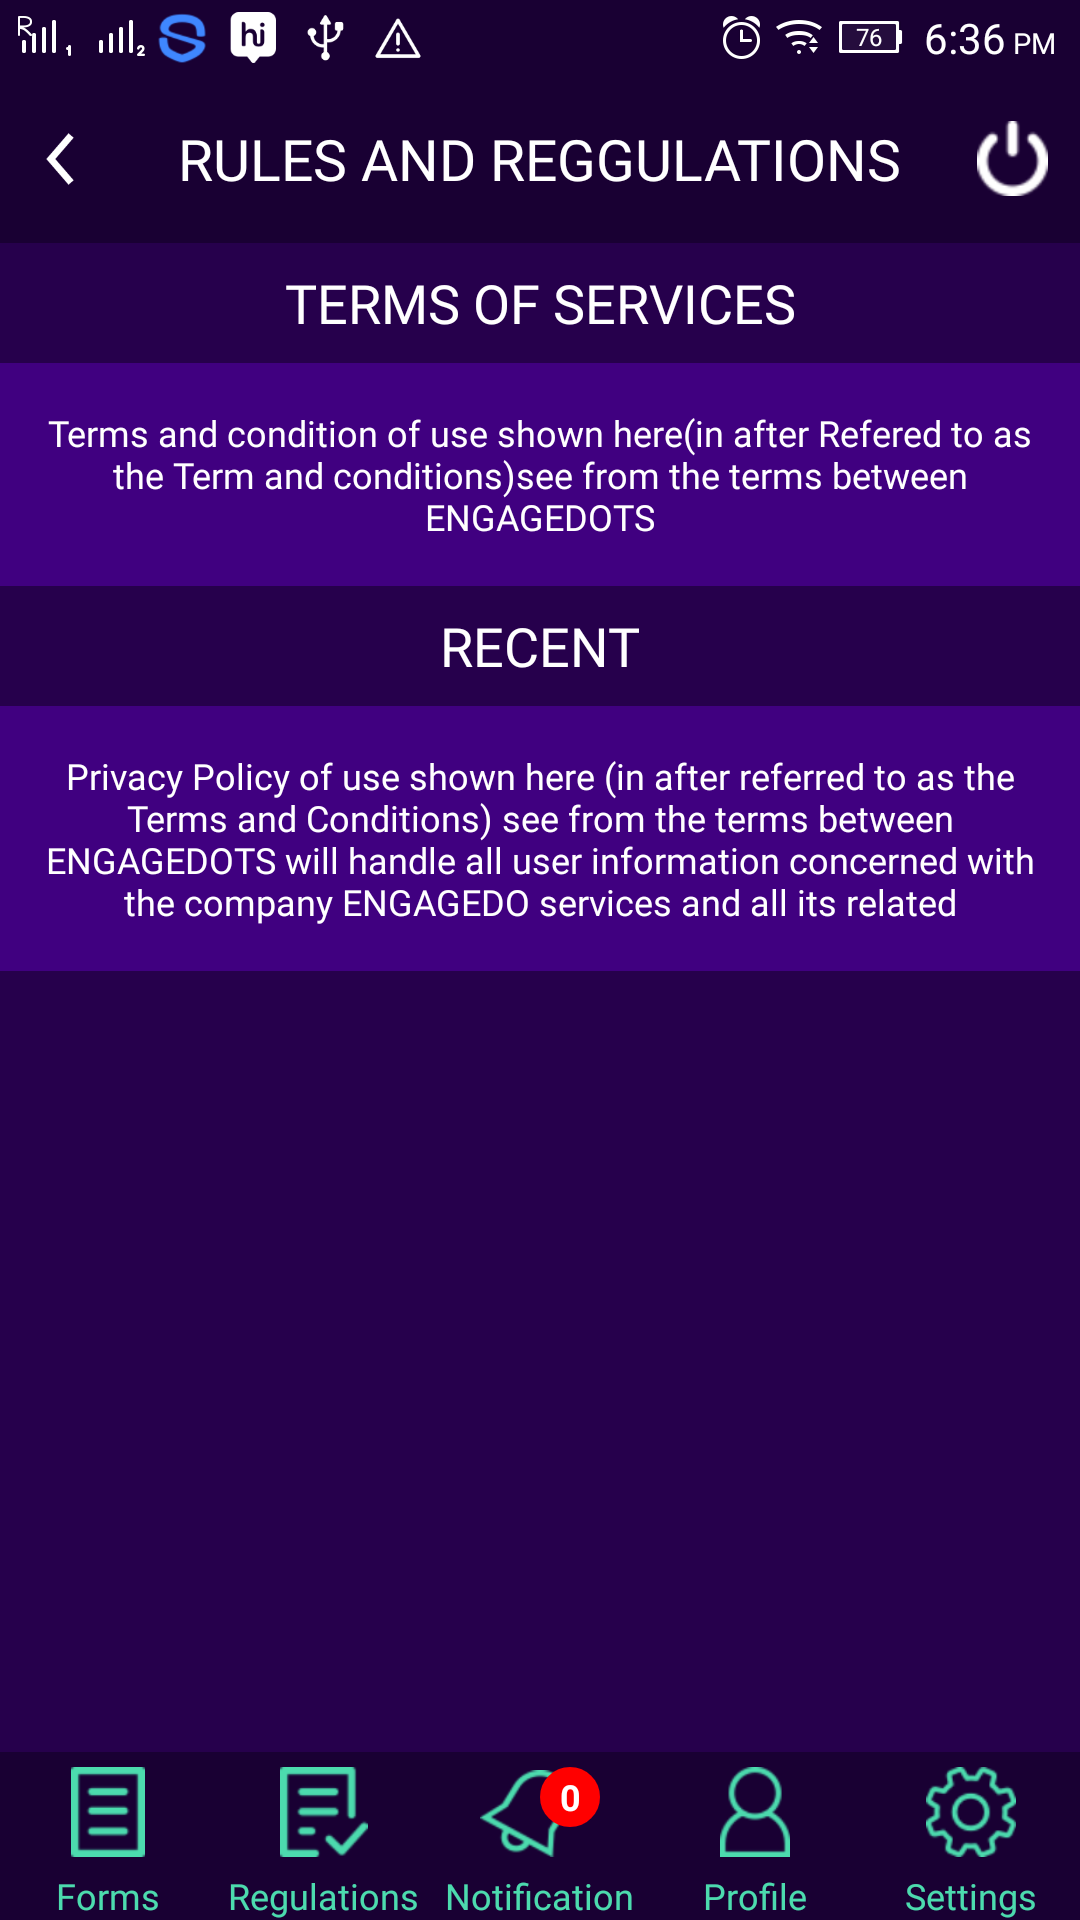 R 1 2 hi 76 6:36 PM
RULES AND REGGULATIONS
TERMS OF SERVICES
Terms and condition of use shown here(in after Refered to as
the Term and conditions)see from the terms between
ENGAGEDOTS
RECENT
Privacy Policy of use shown here (in after referred to as the
Terms and Conditions) see from the terms between
ENGAGEDOTS will handle all user information concerned with
the company ENGAGEDO services and all its related
0
Forms Regulations Notification Profile Settings